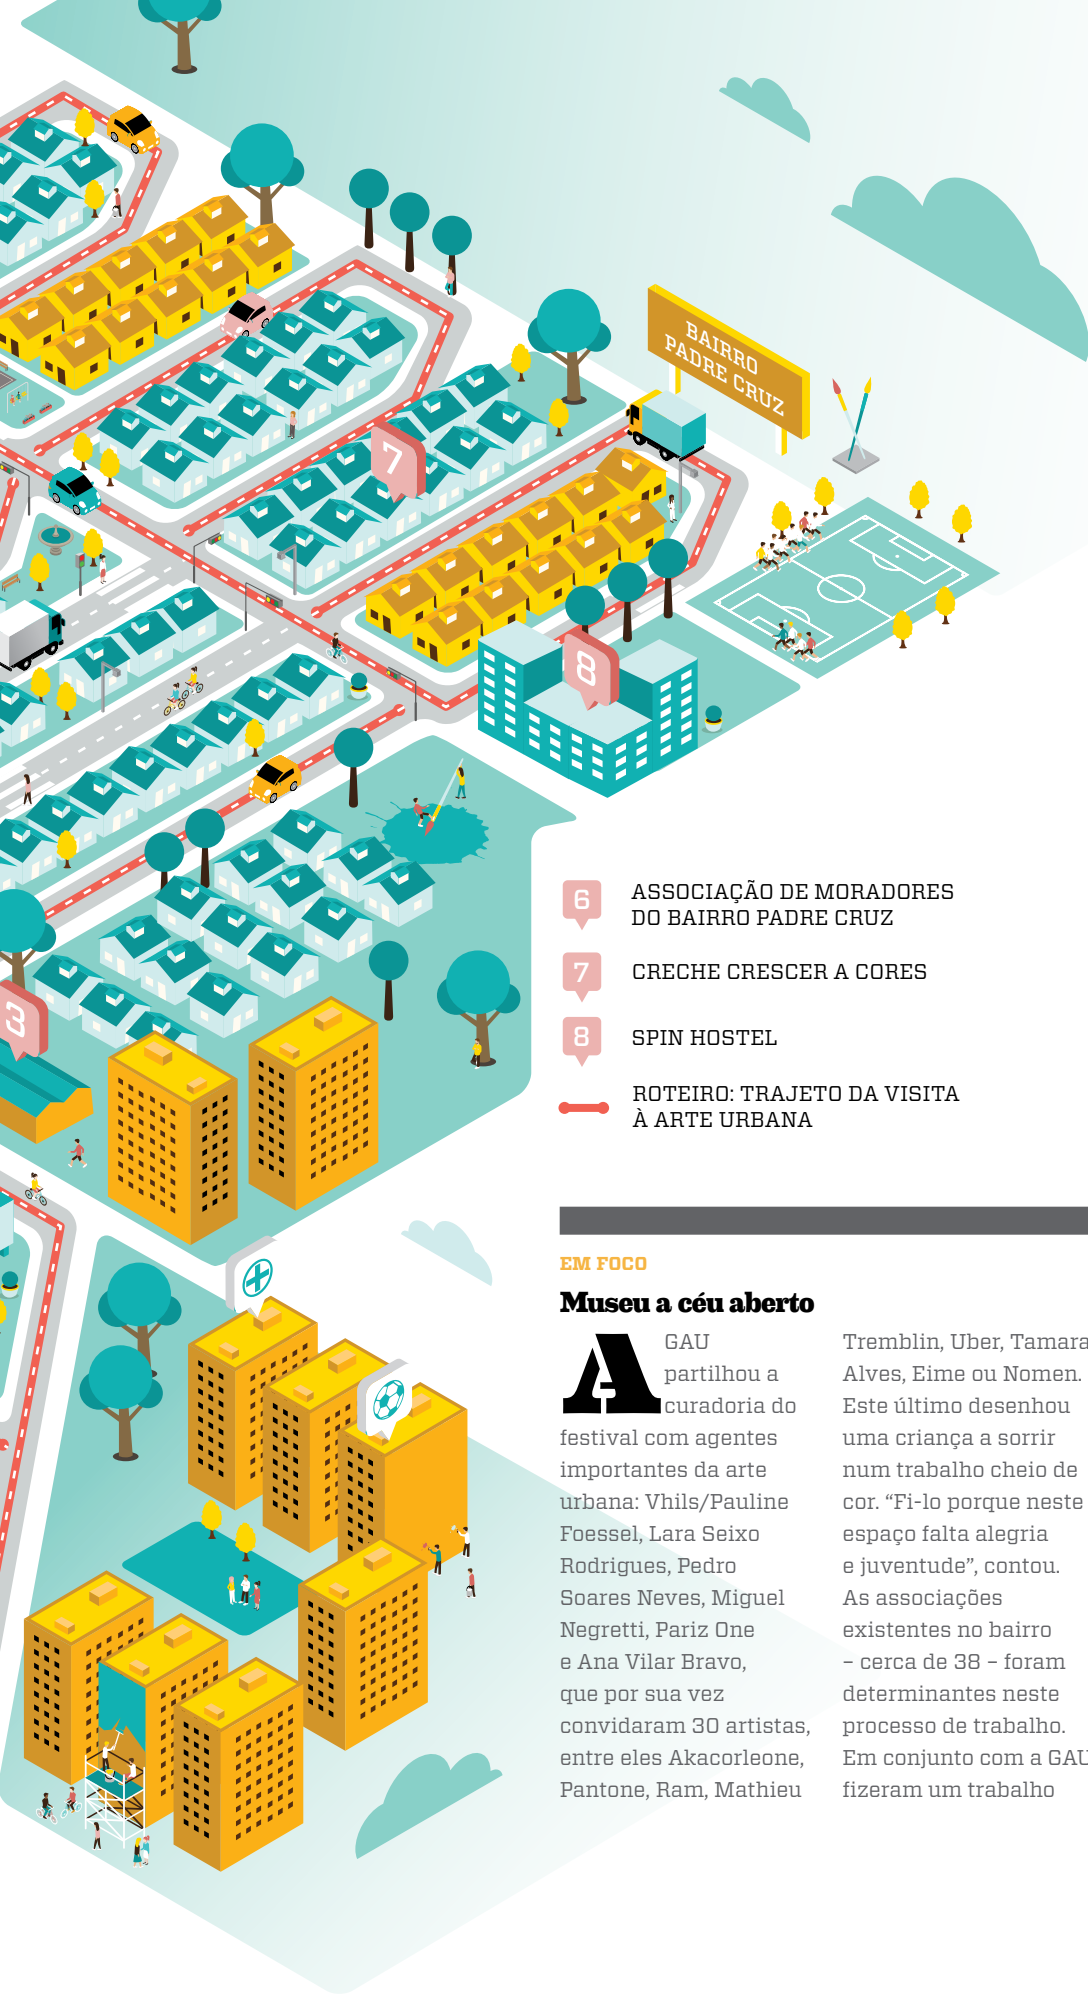 BAIRRO
PADRE CRUZ
7
8
3
6
ASSOCIAÇÃO DE MORADORES
DO BAIRRO PADRE CRUZ
7
CRECHE CRESCER A CORES
8
SPIN HOSTEL
ROTEIRO: TRAJETO DA VISITA
À ARTE URBANA
EM FOCO
Museu a céu aberto
A GAU
partilhou a
curadoria do
festival com agentes
importantes da arte
urbana: Vhils/Pauline
Foessel, Lara Seixo
Rodrigues, Pedro
Soares Neves, Miguel
Negretti, Pariz One
e Ana Vilar Bravo,
que por sua vez
convidaram 30 artistas,
entre eles Akacorleone,
Pantone, Ram, Mathieu
Tremblin, Uber, Tamara
Alves, Eime ou Nomen.
Este último desenhou
uma criança a sorrir
num trabalho cheio de
cor. “Fi-lo porque neste
espaço falta alegria
e juventude”, contou.
As associações
existentes no bairro
– cerca de 38 – foram
determinantes neste
processo de trabalho.
Em conjunto com a GAU
fizeram um trabalho